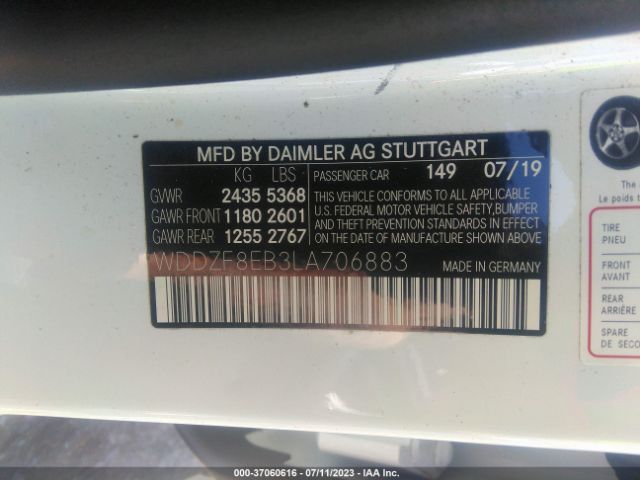 MFD BY DAIMLER AG STUTTGART
KG LBS PASSENGER CAR 149 07/19
GVWR 2435 5368
GAWR FRONT 1180 2601
GAWR REAR 1255 2767
THIS VEHICLE CONFORMS TO ALL APPLICABLE
U.S. FEDERAL MOTOR VEHICLE SAFETY,BUMPER
AND THEFT PREVENTION STANDARDS IN EFFECT
ON THE DATE OF MANUFACTURE SHOWN ABOVE.
WDDZF8EB3LA706883 MADE IN GERMANY
The
Le poids
TIRE
PNEU
FRONT
AVANT
REAR
ARRIÈRE
SPARE
DE
000-37060616 - 07/11/2023 - IAA Inc.